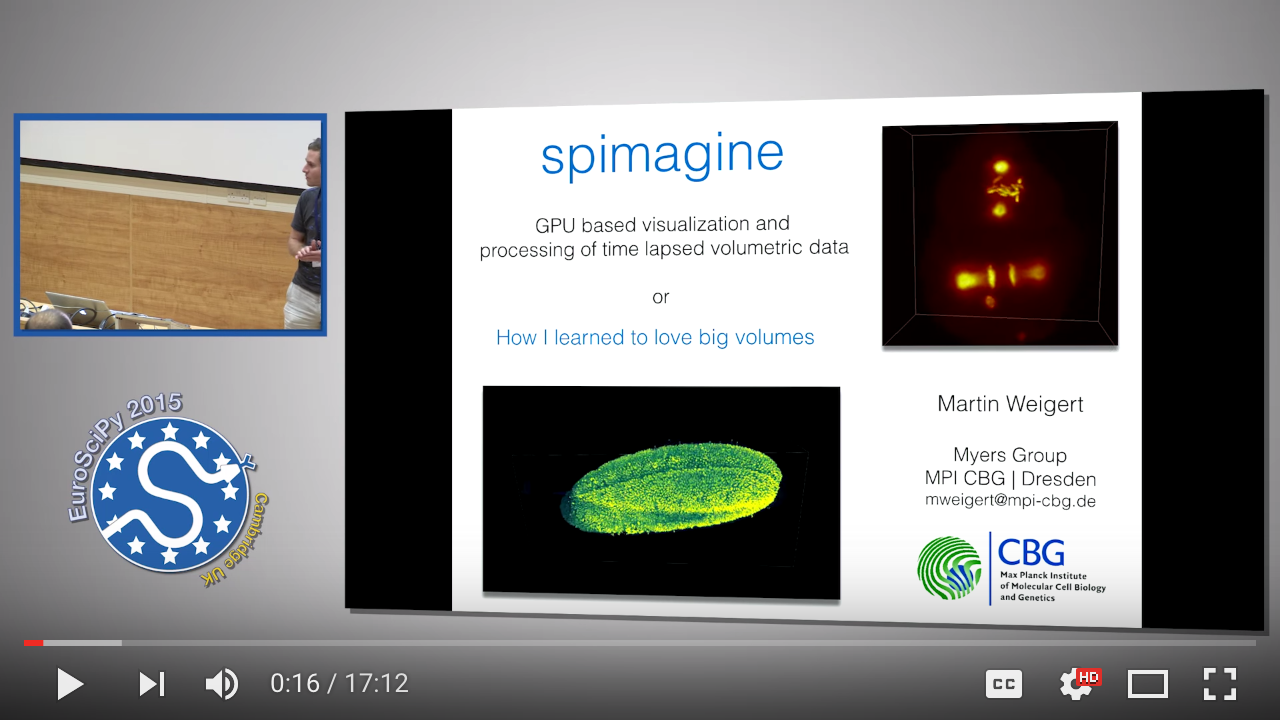 spimagine
GPU based visualization and
processing of time lapsed volumetric data
or
How I learned to love big volumes
Martin Weigert
Myers Group
MPI CBG | Dresden
mweigert@mpi-cbg.de
CBG
Max Planck Institute
of Molecular Cell Biology
and Genetics
EuroSciPy 2015
Cambridge UK
0:16 / 17:12
CC
HD